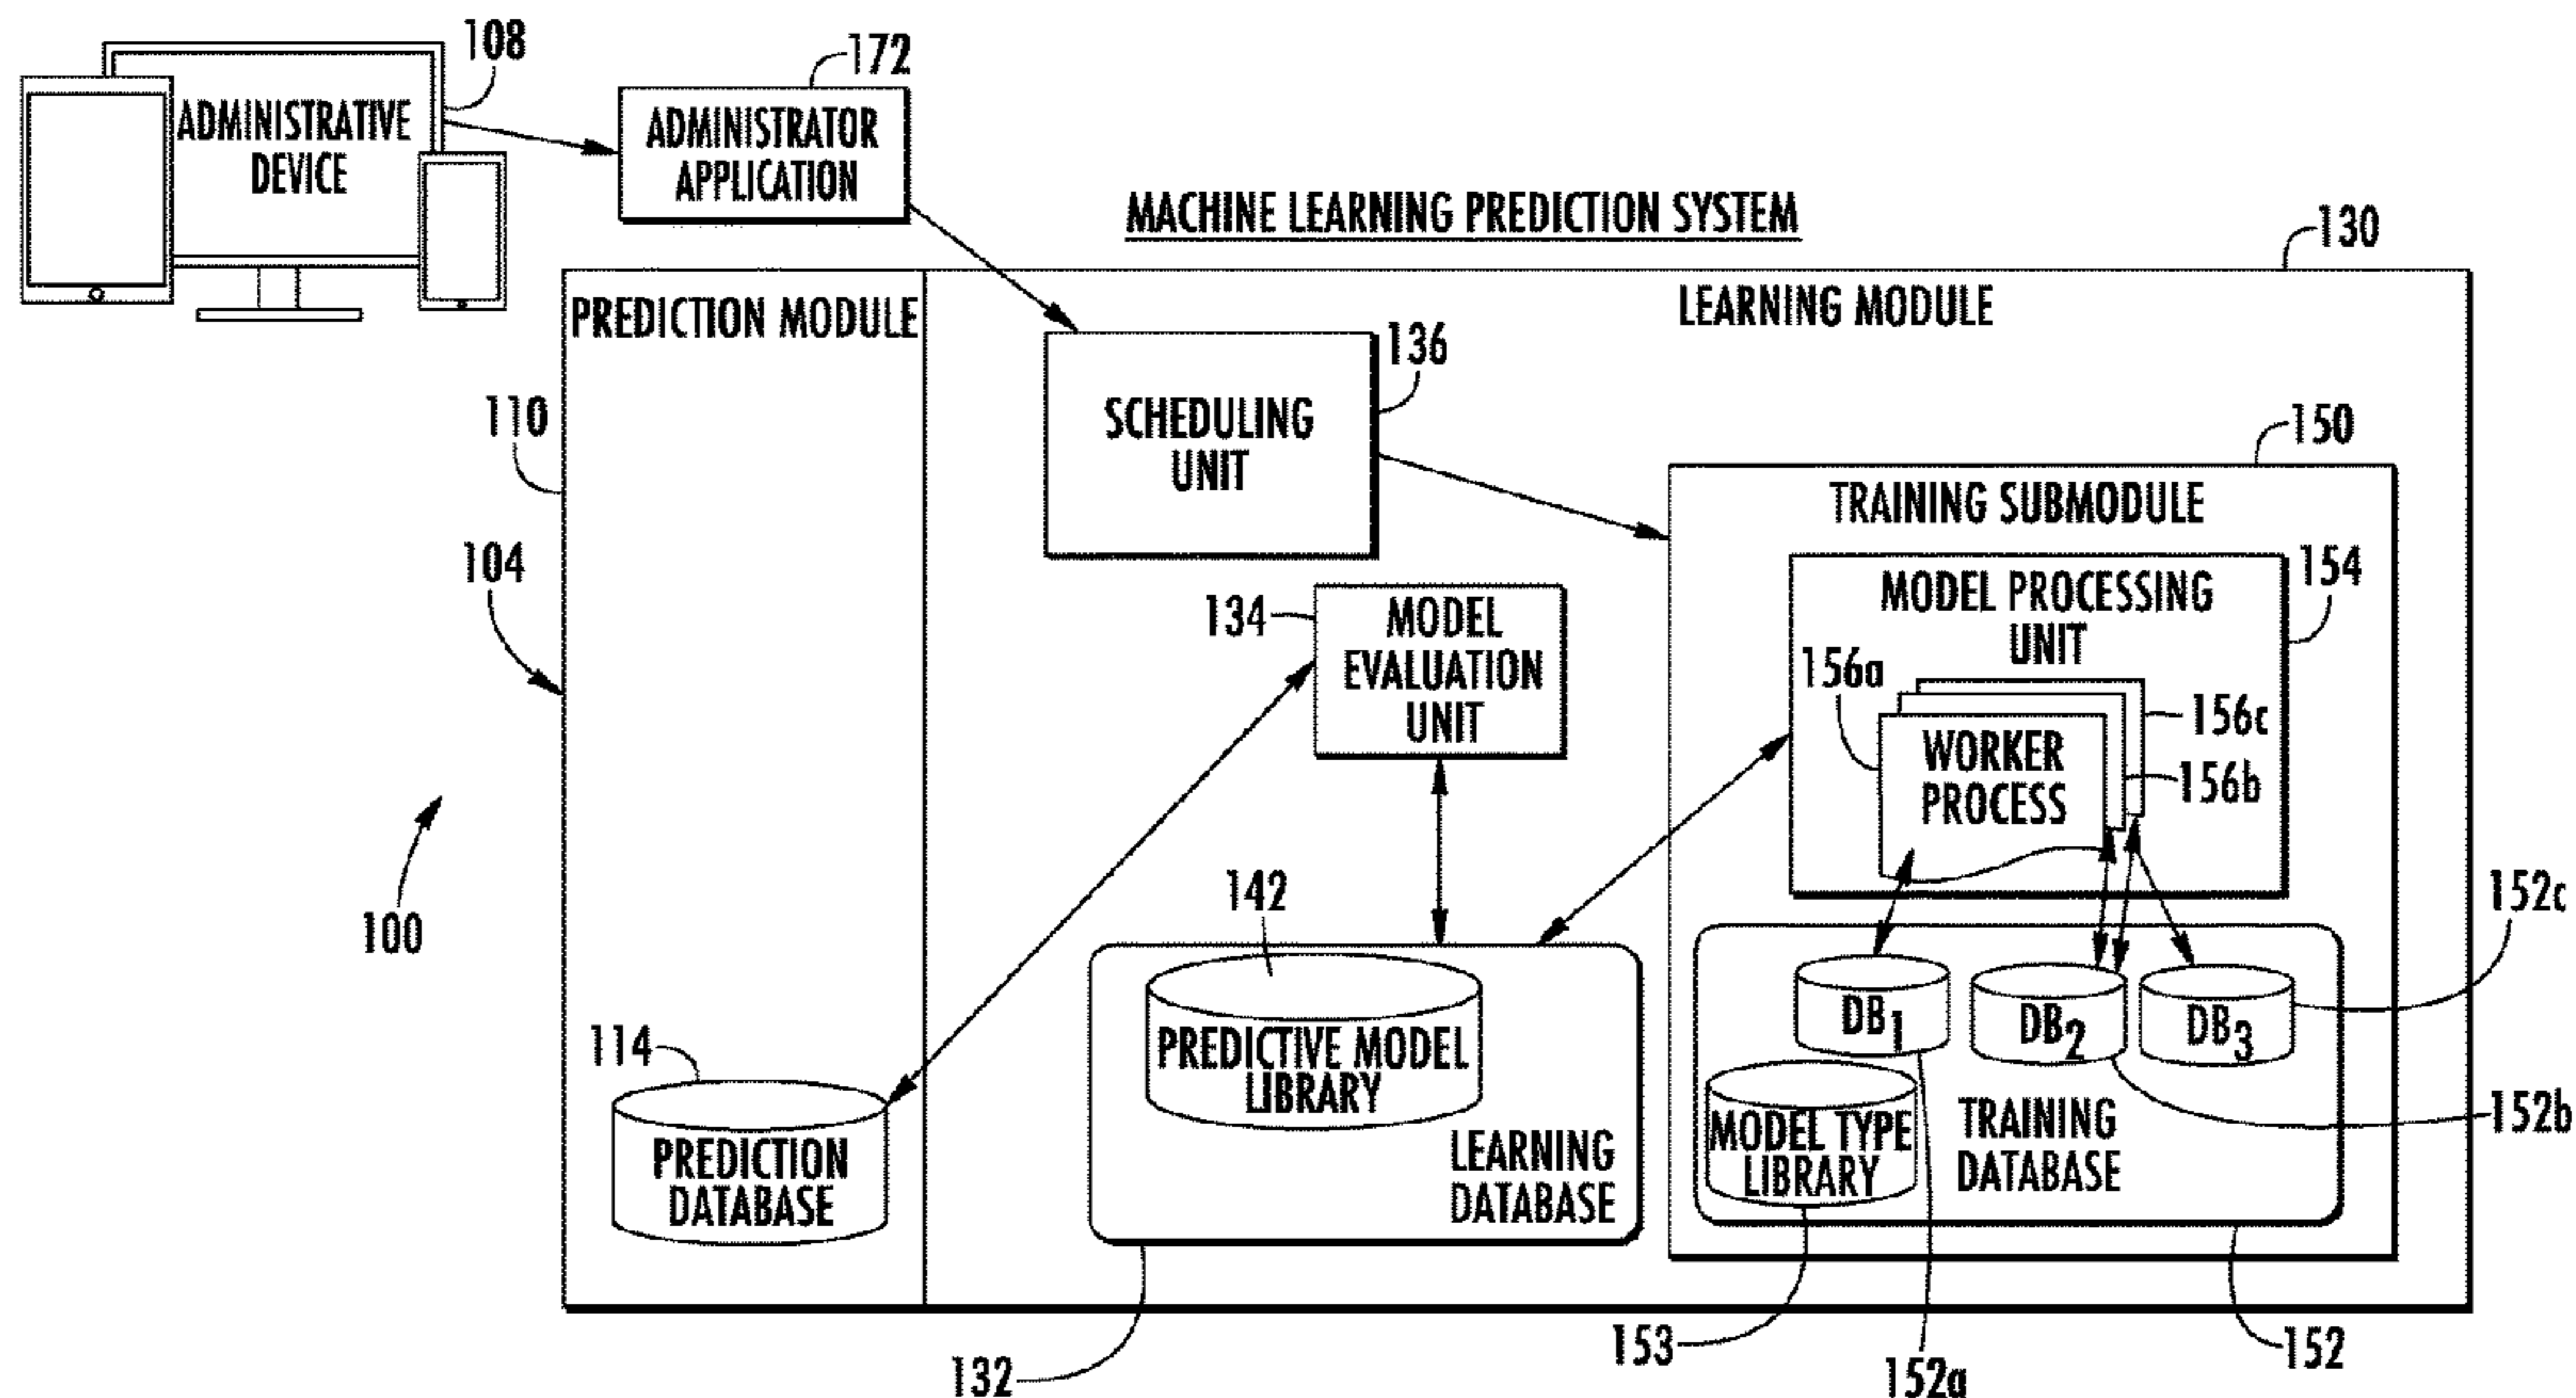 108
172
ADMINISTRATIVE
DEVICE
ADMINISTRATOR
APPLICATION
MACHINE LEARNING PREDICTION SYSTEM
130
PREDICTION MODULE
LEARNING MODULE
136
110
SCHEDULING
UNIT
150
TRAINING SUBMODULE
104
154
MODEL PROCESSING
UNIT
134
MODEL
EVALUATION
UNIT
156a
156c
WORKER
PROCESS
156b
100
142
152c
DB1
DB2
DB3
114
PREDICTIVE MODEL
LIBRARY
152b
PREDICTION
DATABASE
LEARNING
DATABASE
MODEL TYPE
LIBRARY
TRAINING
DATABASE
132
153
152a
152